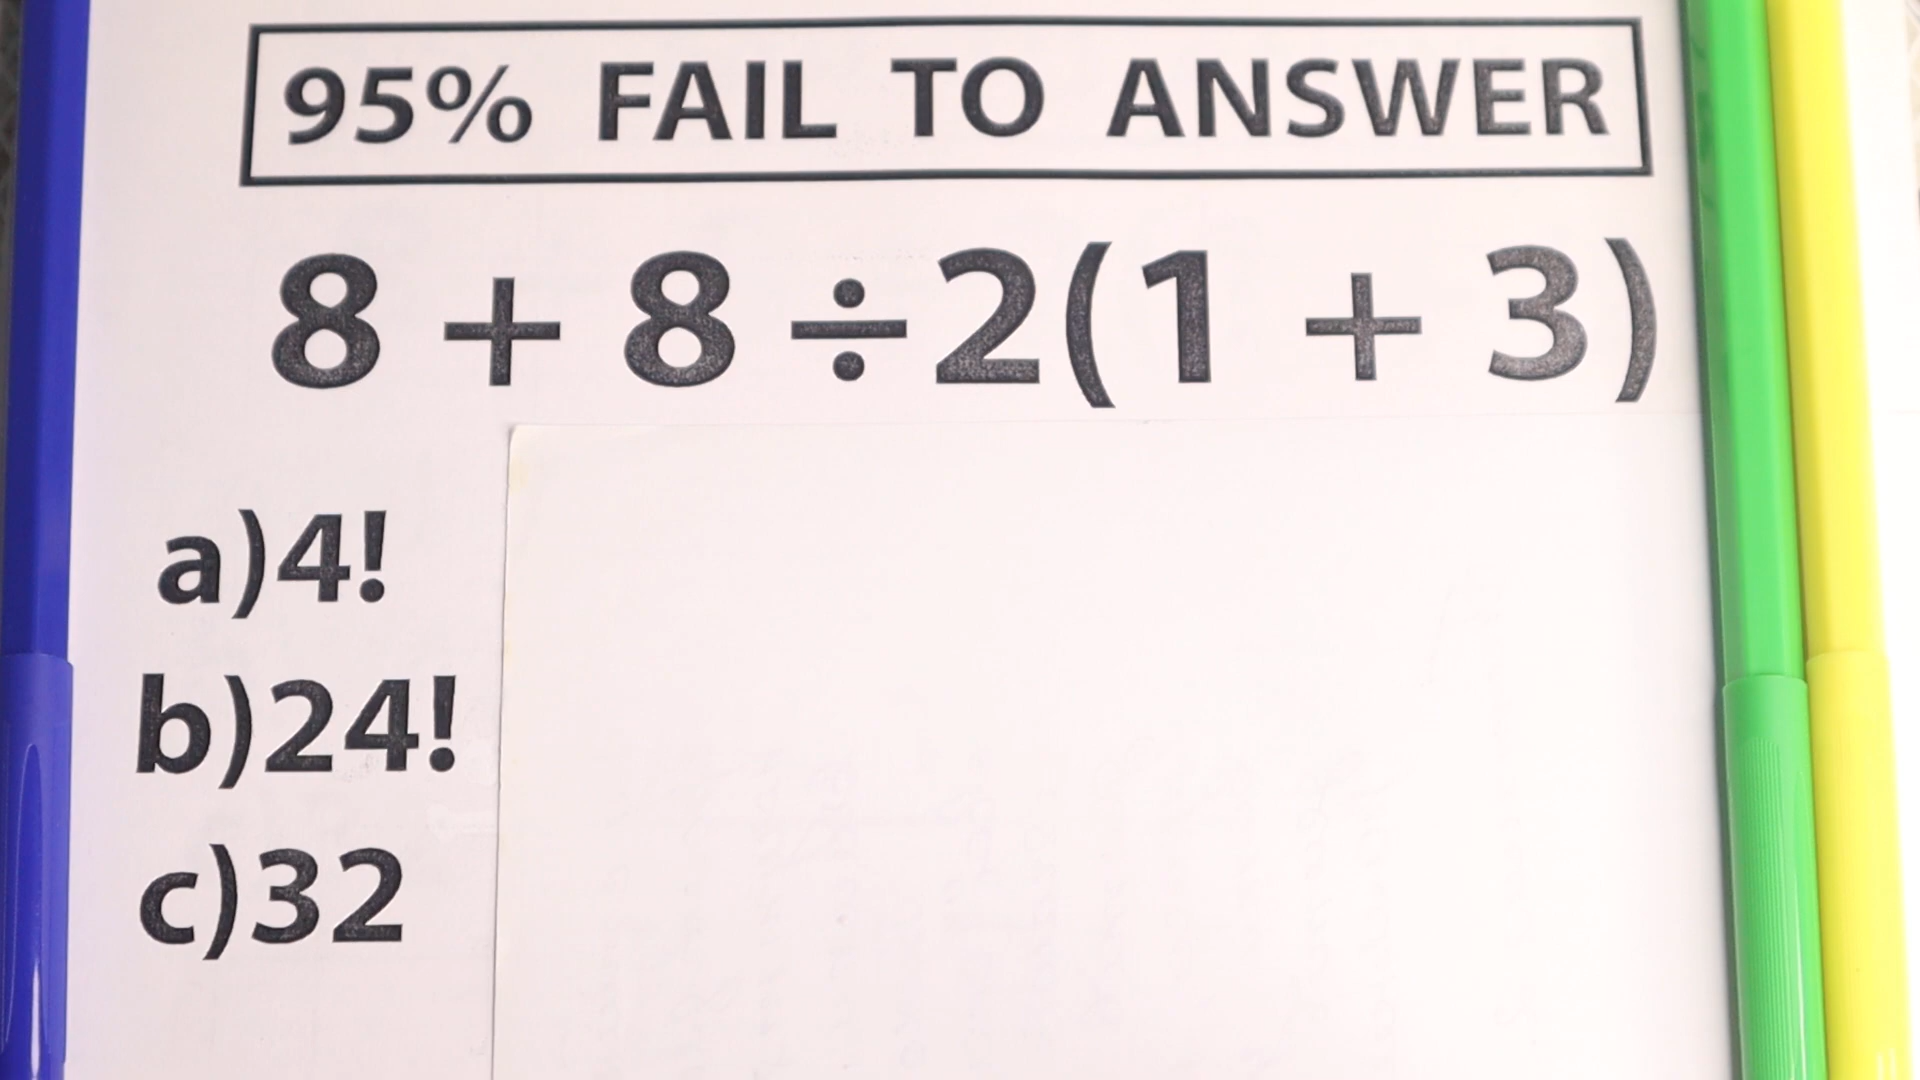 95% FAIL TO ANSWER
8 + 8 ÷2(1 + 3)
a)4!
b)24!
c)32